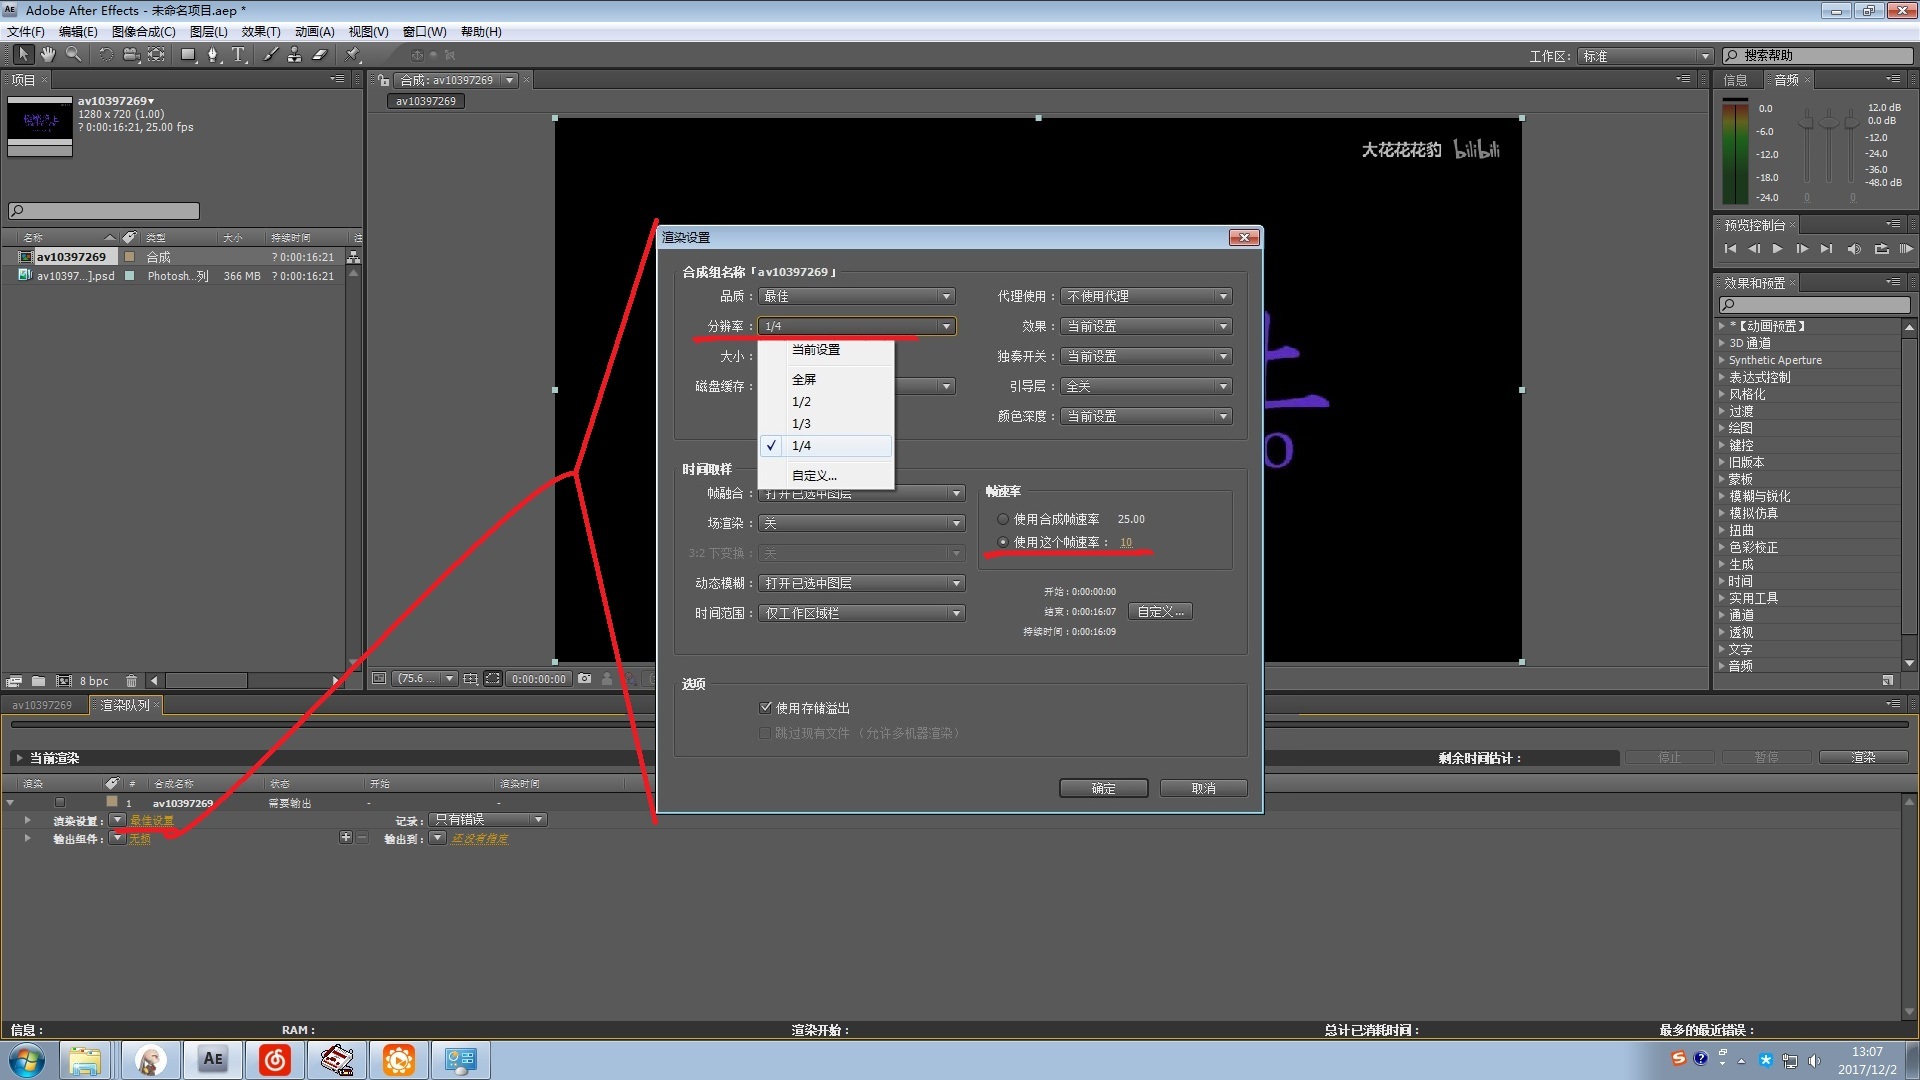 Adobe After Effects - 未命名项目.aep *
文件(F) 编辑(E) 图像合成(C) 图层(L) 效果(T) 动画(A) 视图(V) 窗口(W) 帮助(H)
工作区: 标准 搜索帮助
项目
av10397269▾
1280 x 720 (1.00)
? 0:00:16:21, 25.00 fps
名称 类型 大小 持续时间 注
av10397269 合成 ? 0:00:16:21
av10397...].psd Photosh...列 366 MB ? 0:00:16:21
8 bpc
合成: av10397269
av10397269
大花花花豹 bilibili
(75.6 ... 0:00:00:00
信息 音频
0.0
-6.0
-12.0
-18.0
-24.0
12.0 dB
0.0 dB
-12.0
-24.0
-36.0
-48.0 dB
0 0
预览控制台
效果和预置
*【动画预置】
3D 通道
Synthetic Aperture
表达式控制
风格化
过渡
绘图
键控
旧版本
蒙板
模糊与锐化
模拟仿真
扭曲
色彩校正
生成
时间
实用工具
通道
透视
文字
音频
渲染设置
合成组名称「av10397269」
品质: 最佳
分辨率: 1/4
大小:
磁盘缓存:
当前设置
全屏
1/2
1/3
1/4
自定义...
代理使用: 不使用代理
效果: 当前设置
独奏开关: 当前设置
引导层: 全关
颜色深度: 当前设置
时间取样
帧融合: 打开已选中图层
场渲染: 关
3:2 下变换: 关
动态模糊: 打开已选中图层
时间范围: 仅工作区域栏
帧速率
使用合成帧速率 25.00
使用这个帧速率: 10
开始: 0:00:00:00
结束: 0:00:16:07 自定义...
持续时间: 0:00:16:09
选项
使用存储溢出
跳过现有文件（允许多机器渲染）
确定 取消
av10397269 渲染队列
当前渲染 剩余时间估计: 停止 暂停 渲染
渲染 # 合成名称 状态 开始 渲染时间
1 av10397269 需要输出 - -
渲染设置: 最佳设置 记录: 只有错误
输出组件: 无损 输出到: 还没有指定
信息: RAM: 渲染开始: 总计已消耗时间: 最多的最近错误:
AE
13:07
2017/12/2